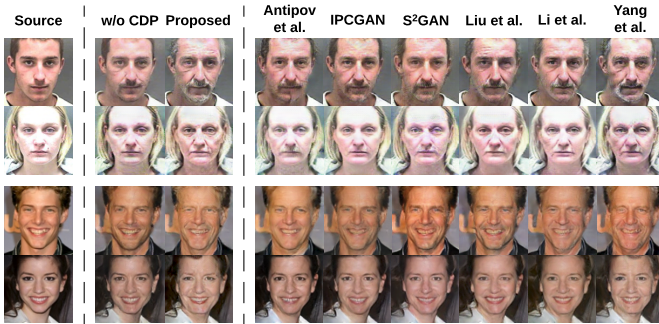 Source w/o CDP Proposed Antipov et al. IPCGAN S²GAN Liu et al. Li et al. Yang et al.